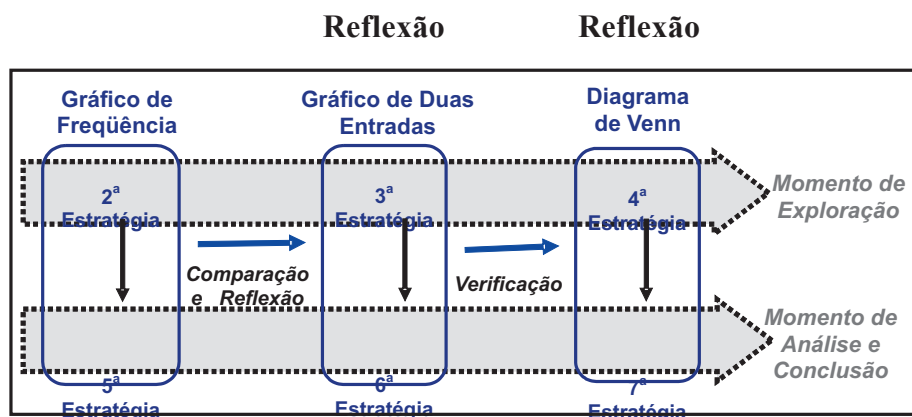 Reflexão
Reflexão
Gráfico de
Freqüência
Gráfico de Duas
Entradas
Diagrama
de Venn
2ª
Estratégia
3ª
Estratégia
4ª
Estratégia
Momento de
Exploração
Comparação
e Reflexão
Verificação
Momento de
Análise e
Conclusão
5ª
Estratégia
6ª
Estratégia
7ª
Estratégia